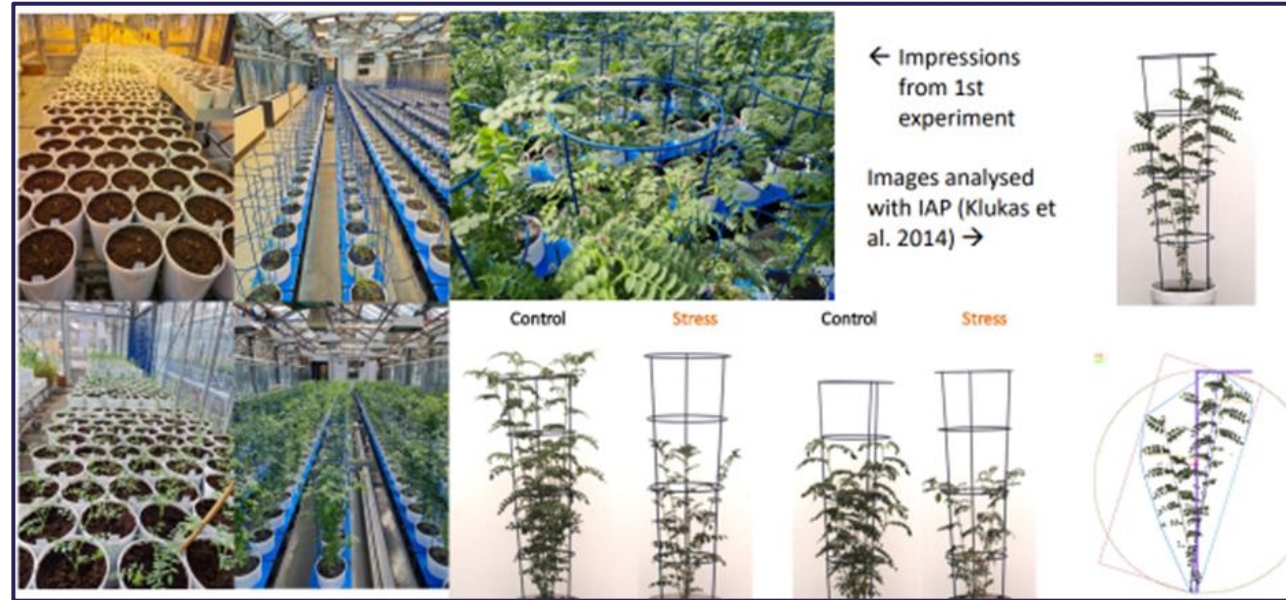 ← Impressions
from 1st
experiment
Images analysed
with IAP (Klukas et
al. 2014) →
Control
Stress
Control
Stress